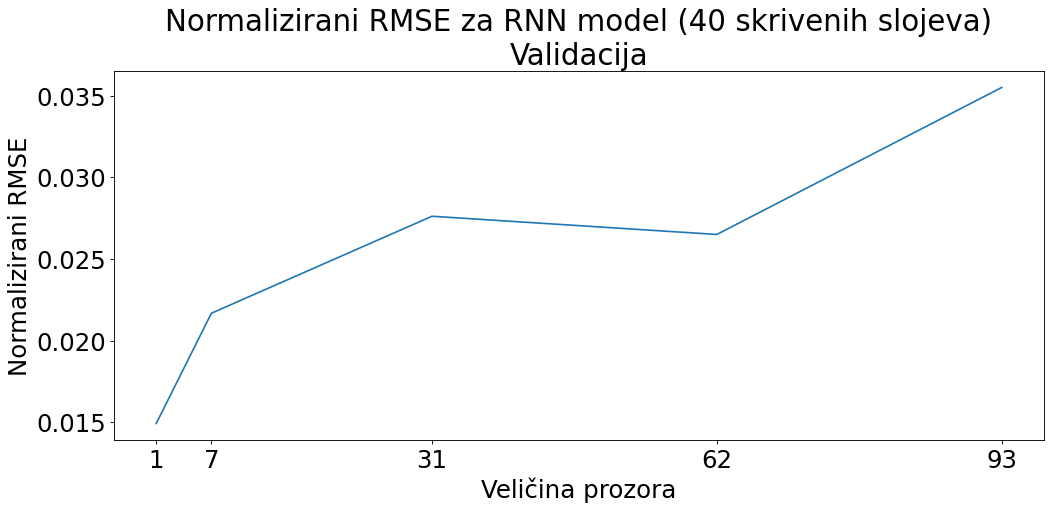 Normalizirani RMSE za RNN model (40 skrivenih slojeva)
Validacija
Normalizirani RMSE
0.035
0.030
0.025
0.020
0.015
1 7 31 62 93
Veličina prozora